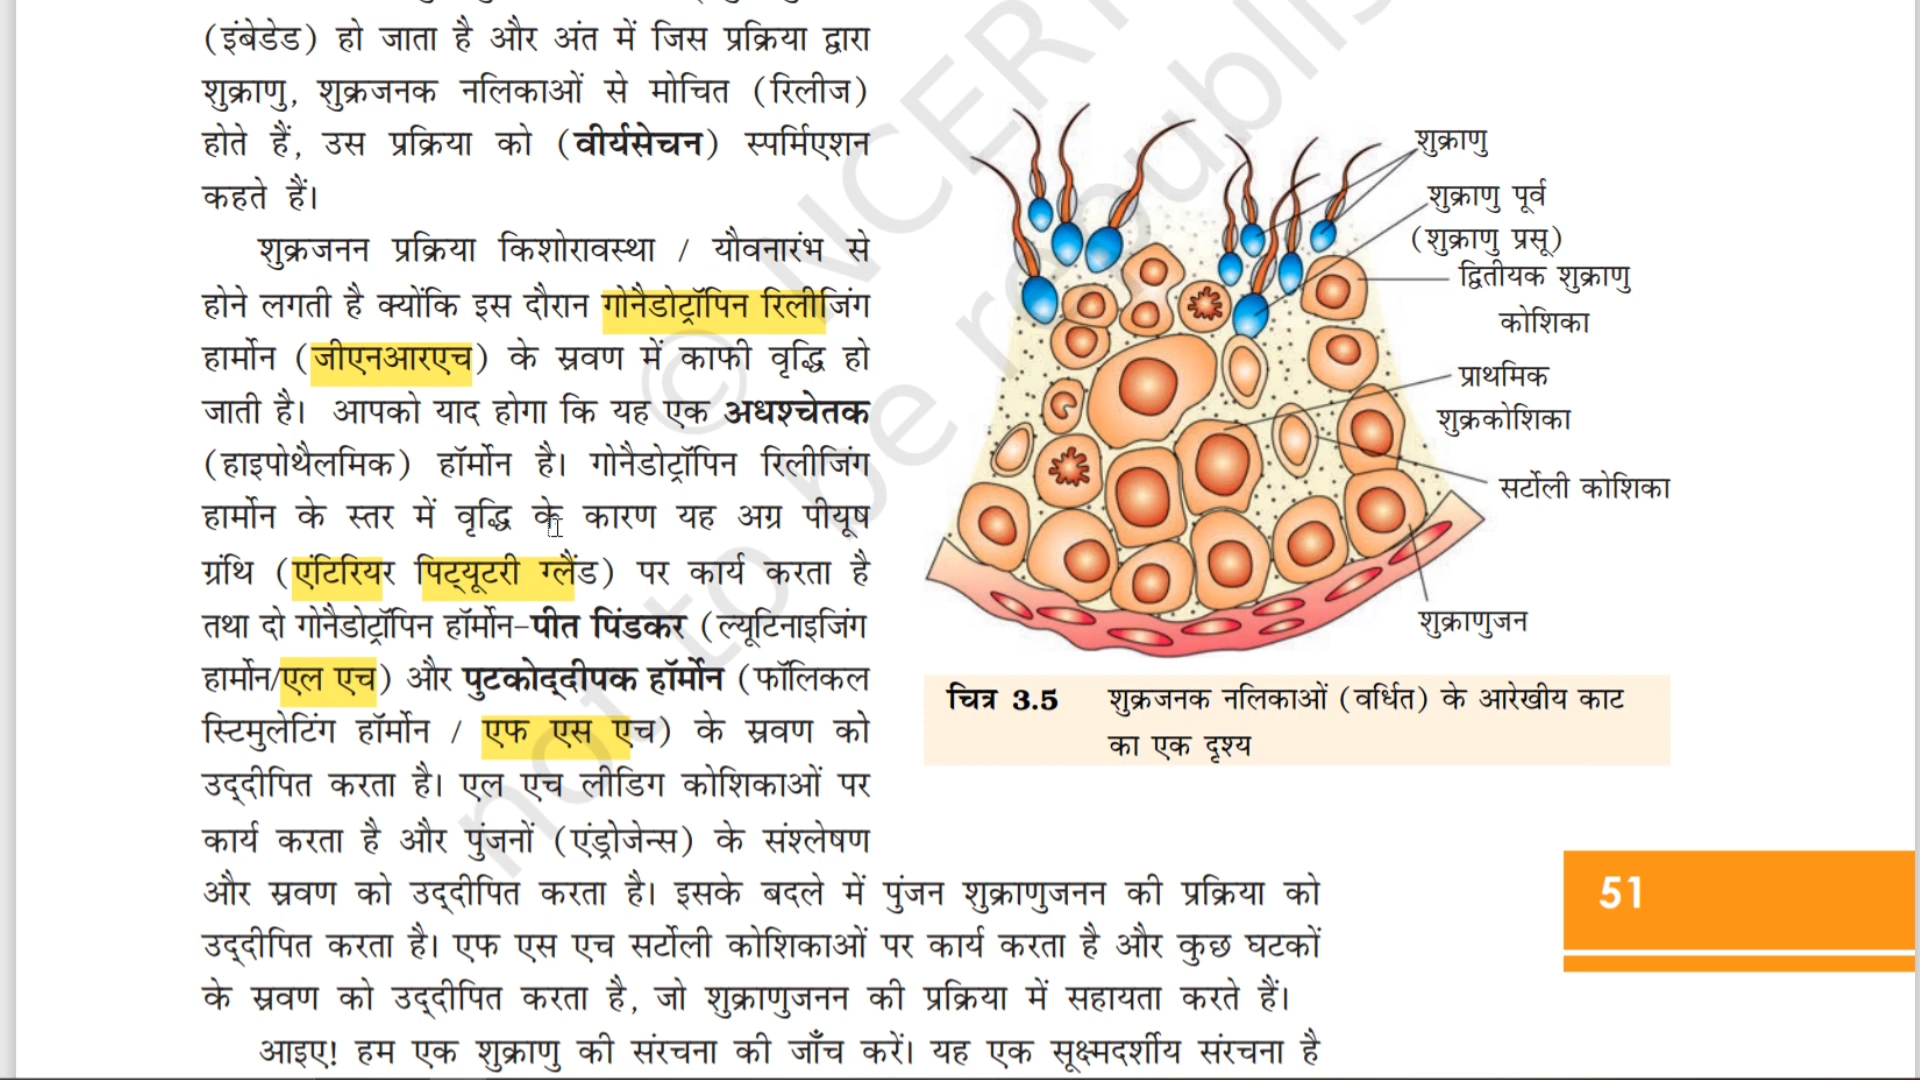 (इंबेडेड) हो जाता है और अंत में जिस प्रक्रिया द्वारा
शुक्राणु, शुक्रजनक नलिकाओं से मोचित (रिलीज)
होते हैं, उस प्रक्रिया को (वीर्यसेचन) स्पर्मिएशन
कहते हैं।
शुक्रजनन प्रक्रिया किशोरावस्था / यौवनारंभ से
होने लगती है क्योंकि इस दौरान गोनैडोट्रॉपिन रिलीजिंग
हार्मोन (जीएनआरएच) के स्रवण में काफी वृद्धि हो
जाती है। आपको याद होगा कि यह एक अधश्चेतक
(हाइपोथैलमिक) हॉर्मोन है। गोनैडोट्रॉपिन रिलीजिंग
हार्मोन के स्तर में वृद्धि के कारण यह अग्र पीयूष
ग्रंथि (एंटिरियर पिट्यूटरी ग्लैंड) पर कार्य करता है
तथा दो गोनैडोट्रॉपिन हॉर्मोन-पीत पिंडकर (ल्यूटिनाइजिंग
हार्मोन/एल एच) और पुटकोद्दीपक हॉर्मोन (फॉलिकल
स्टिमुलेटिंग हॉर्मोन / एफ एस एच) के स्रवण को
उद्दीपित करता है। एल एच लीडिग कोशिकाओं पर
कार्य करता है और पुंजनों (एंड्रोजेन्स) के संश्लेषण
और स्रवण को उद्दीपित करता है। इसके बदले में पुंजन शुक्राणुजनन की प्रक्रिया को
उद्दीपित करता है। एफ एस एच सर्टोली कोशिकाओं पर कार्य करता है और कुछ घटकों
के स्रवण को उद्दीपित करता है, जो शुक्राणुजनन की प्रक्रिया में सहायता करते हैं।
आइए! हम एक शुक्राणु की संरचना की जाँच करें। यह एक सूक्ष्मदर्शीय संरचना है
शुक्राणु
शुक्राणु पूर्व
(शुक्राणु प्रसू)
द्वितीयक शुक्राणु
कोशिका
प्राथमिक
शुक्रकोशिका
सर्टोली कोशिका
शुक्राणुजन
चित्र 3.5 शुक्रजनक नलिकाओं (वर्धित) के आरेखीय काट
का एक दृश्य
51
© NCER
not to be republis